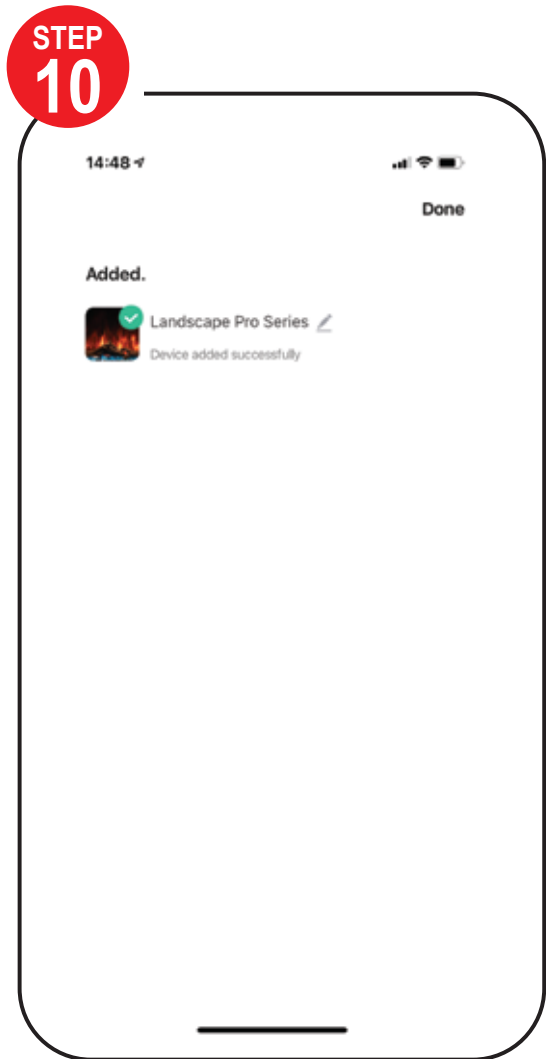 STEP
10
14:48
Done
Added.
Landscape Pro Series
Device added successfully